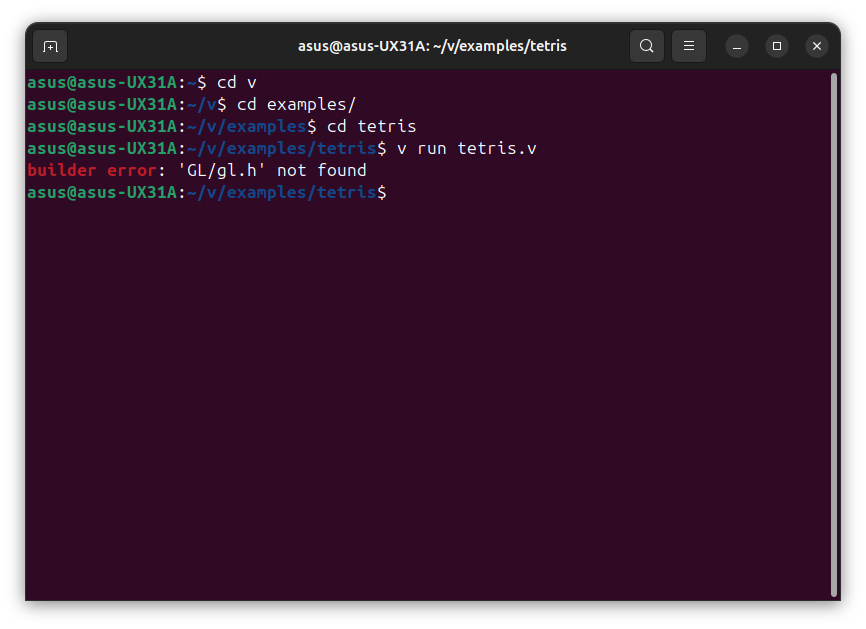 asus@asus-UX31A: ~/v/examples/tetris
asus@asus-UX31A:~$ cd v
asus@asus-UX31A:~/v$ cd examples/
asus@asus-UX31A:~/v/examples$ cd tetris
asus@asus-UX31A:~/v/examples/tetris$ v run tetris.v
builder error: 'GL/gl.h' not found
asus@asus-UX31A:~/v/examples/tetris$